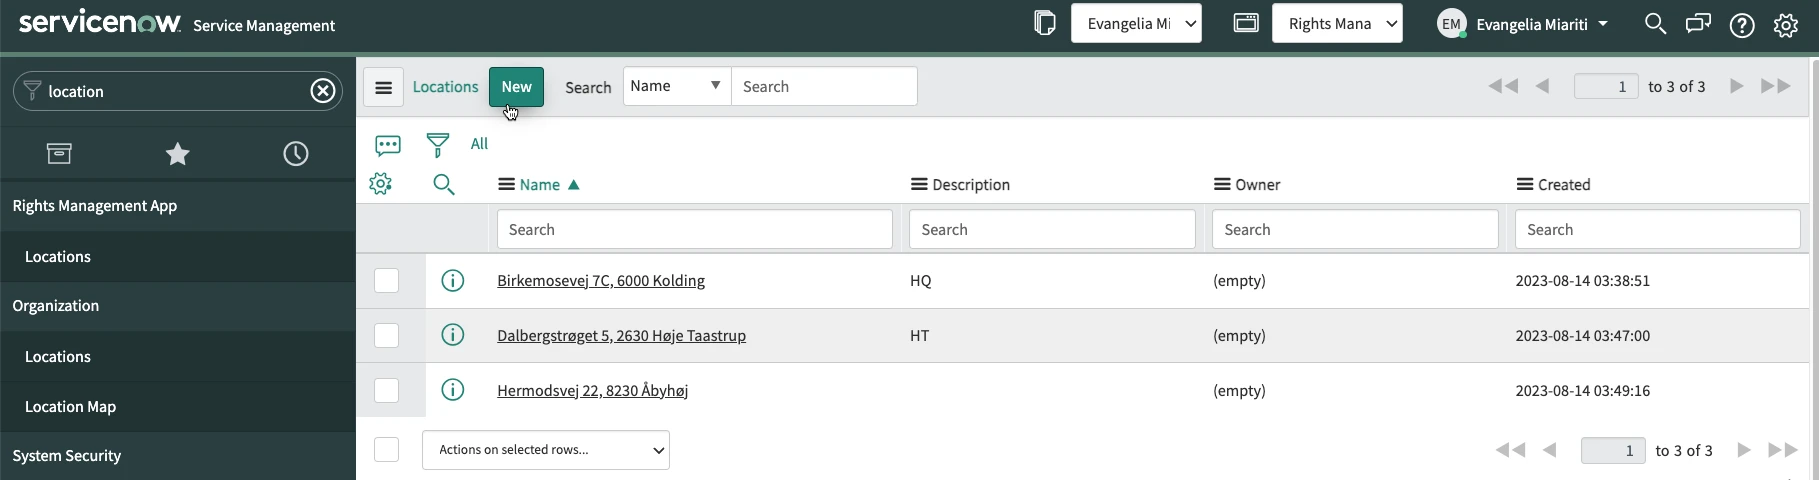 servicenow Service Management
Evangelia Mi
Rights Mana
EM Evangelia Miariti
location
Locations New Search Name Search 1 to 3 of 3
All
Name Description Owner Created
Search Search Search Search
Rights Management App
Locations
Organization
Locations
Location Map
System Security
Birkemosevej 7C, 6000 Kolding HQ (empty) 2023-08-14 03:38:51
Dalbergstrøget 5, 2630 Høje Taastrup HT (empty) 2023-08-14 03:47:00
Hermodsvej 22, 8230 Åbyhøj (empty) 2023-08-14 03:49:16
Actions on selected rows... 1 to 3 of 3